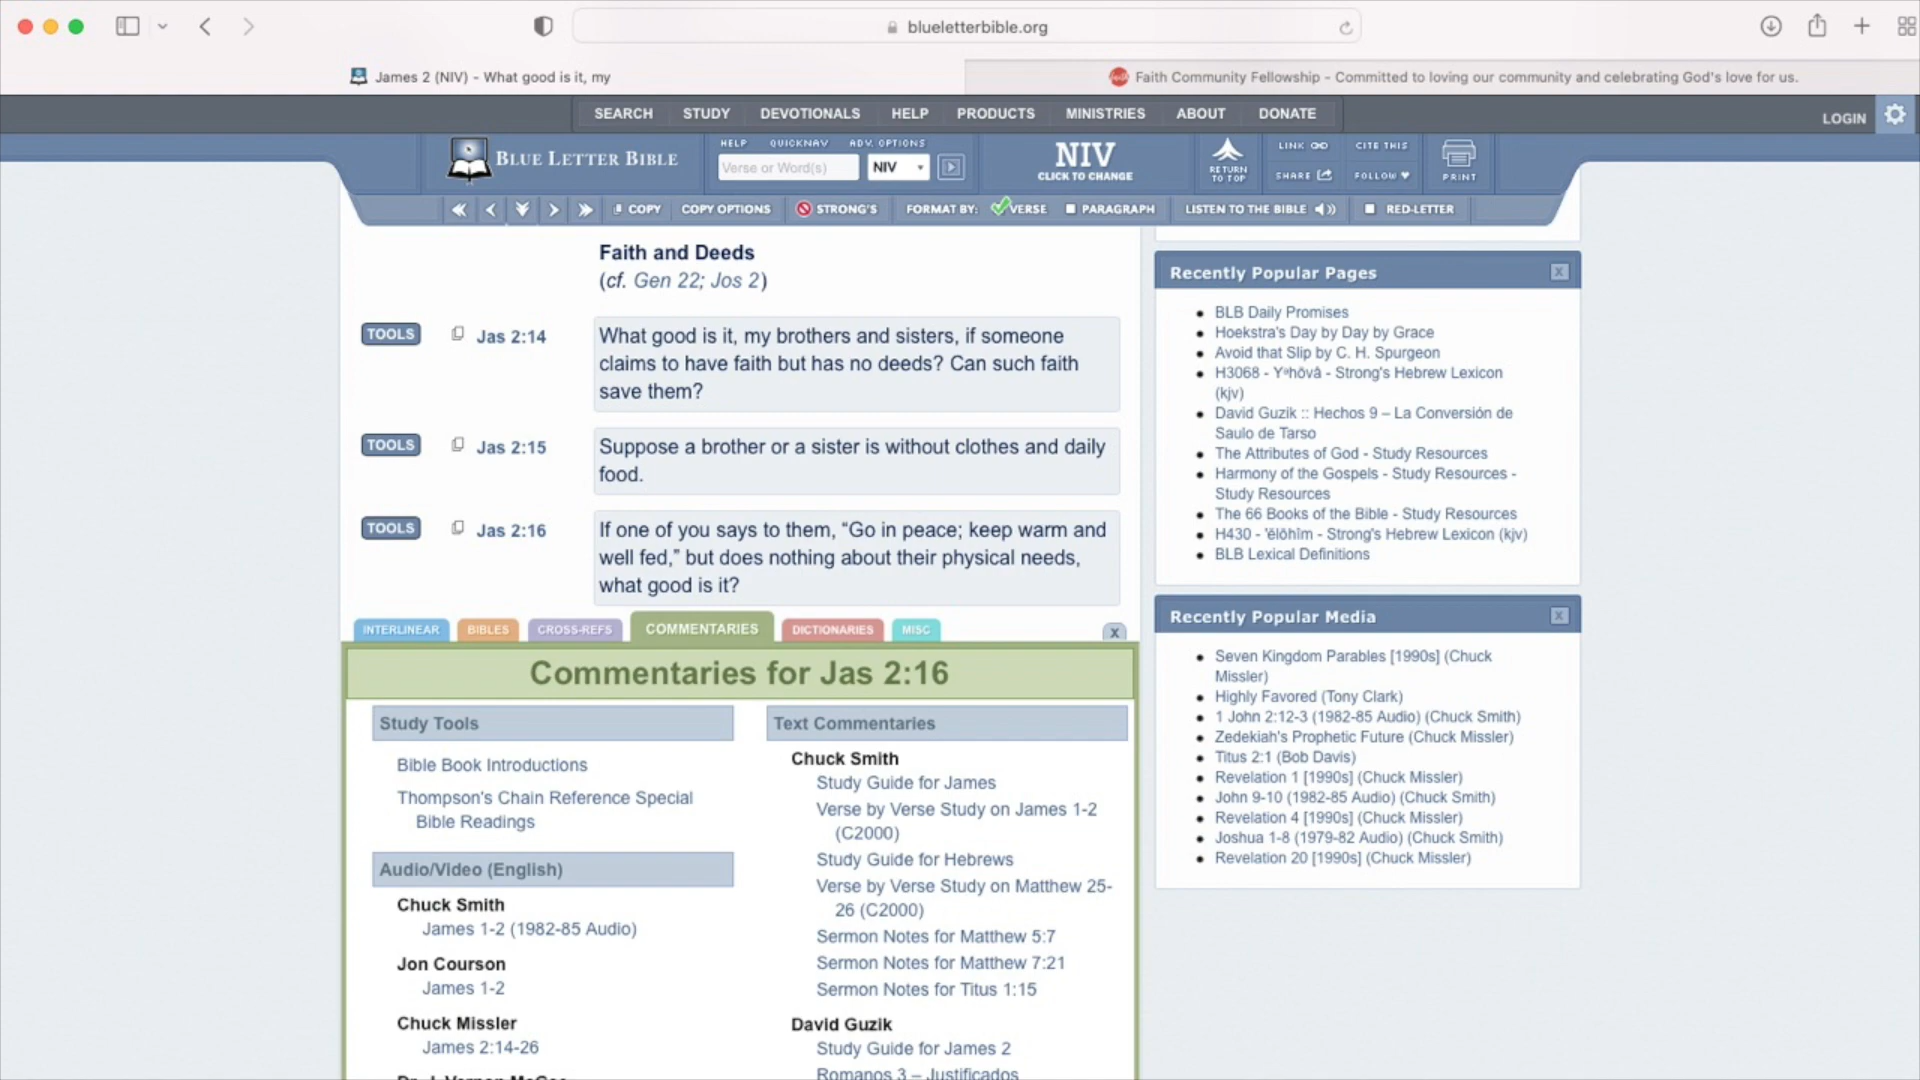 blueletterbible.org
James 2 (NIV) - What good is it, my
Faith Community Fellowship - Committed to loving our community and celebrating God's love for us.
SEARCH STUDY DEVOTIONALS HELP PRODUCTS MINISTRIES ABOUT DONATE
LOGIN
BLUE LETTER BIBLE
HELP QUICKNAV ADV. OPTIONS
Verse or Word(s)
NIV
NIV
CLICK TO CHANGE
RETURN
TO TOP
LINK
SHARE
CITE THIS
FOLLOW
PRINT
COPY COPY OPTIONS STRONG'S FORMAT BY: VERSE PARAGRAPH LISTEN TO THE BIBLE RED-LETTER
Faith and Deeds
(cf. Gen 22; Jos 2)
TOOLS Jas 2:14
What good is it, my brothers and sisters, if someone
claims to have faith but has no deeds? Can such faith
save them?
TOOLS Jas 2:15
Suppose a brother or a sister is without clothes and daily
food.
TOOLS Jas 2:16
If one of you says to them, “Go in peace; keep warm and
well fed,” but does nothing about their physical needs,
what good is it?
INTERLINEAR BIBLES CROSS-REFS COMMENTARIES DICTIONARIES MISC
X
Commentaries for Jas 2:16
Study Tools
Bible Book Introductions
Thompson's Chain Reference Special
Bible Readings
Audio/Video (English)
Chuck Smith
James 1-2 (1982-85 Audio)
Jon Courson
James 1-2
Chuck Missler
James 2:14-26
Text Commentaries
Chuck Smith
Study Guide for James
Verse by Verse Study on James 1-2
(C2000)
Study Guide for Hebrews
Verse by Verse Study on Matthew 25-
26 (C2000)
Sermon Notes for Matthew 5:7
Sermon Notes for Matthew 7:21
Sermon Notes for Titus 1:15
David Guzik
Study Guide for James 2
Romanos 3 – Justificados
Recently Popular Pages
X
BLB Daily Promises
Hoekstra's Day by Day by Grace
Avoid that Slip by C. H. Spurgeon
H3068 - Yᵊhōvâ - Strong's Hebrew Lexicon
(kjv)
David Guzik :: Hechos 9 – La Conversión de
Saulo de Tarso
The Attributes of God - Study Resources
Harmony of the Gospels - Study Resources -
Study Resources
The 66 Books of the Bible - Study Resources
H430 - 'ĕlōhîm - Strong's Hebrew Lexicon (kjv)
BLB Lexical Definitions
Recently Popular Media
X
Seven Kingdom Parables [1990s] (Chuck
Missler)
Highly Favored (Tony Clark)
1 John 2:12-3 (1982-85 Audio) (Chuck Smith)
Zedekiah's Prophetic Future (Chuck Missler)
Titus 2:1 (Bob Davis)
Revelation 1 [1990s] (Chuck Missler)
John 9-10 (1982-85 Audio) (Chuck Smith)
Revelation 4 [1990s] (Chuck Missler)
Joshua 1-8 (1979-82 Audio) (Chuck Smith)
Revelation 20 [1990s] (Chuck Missler)